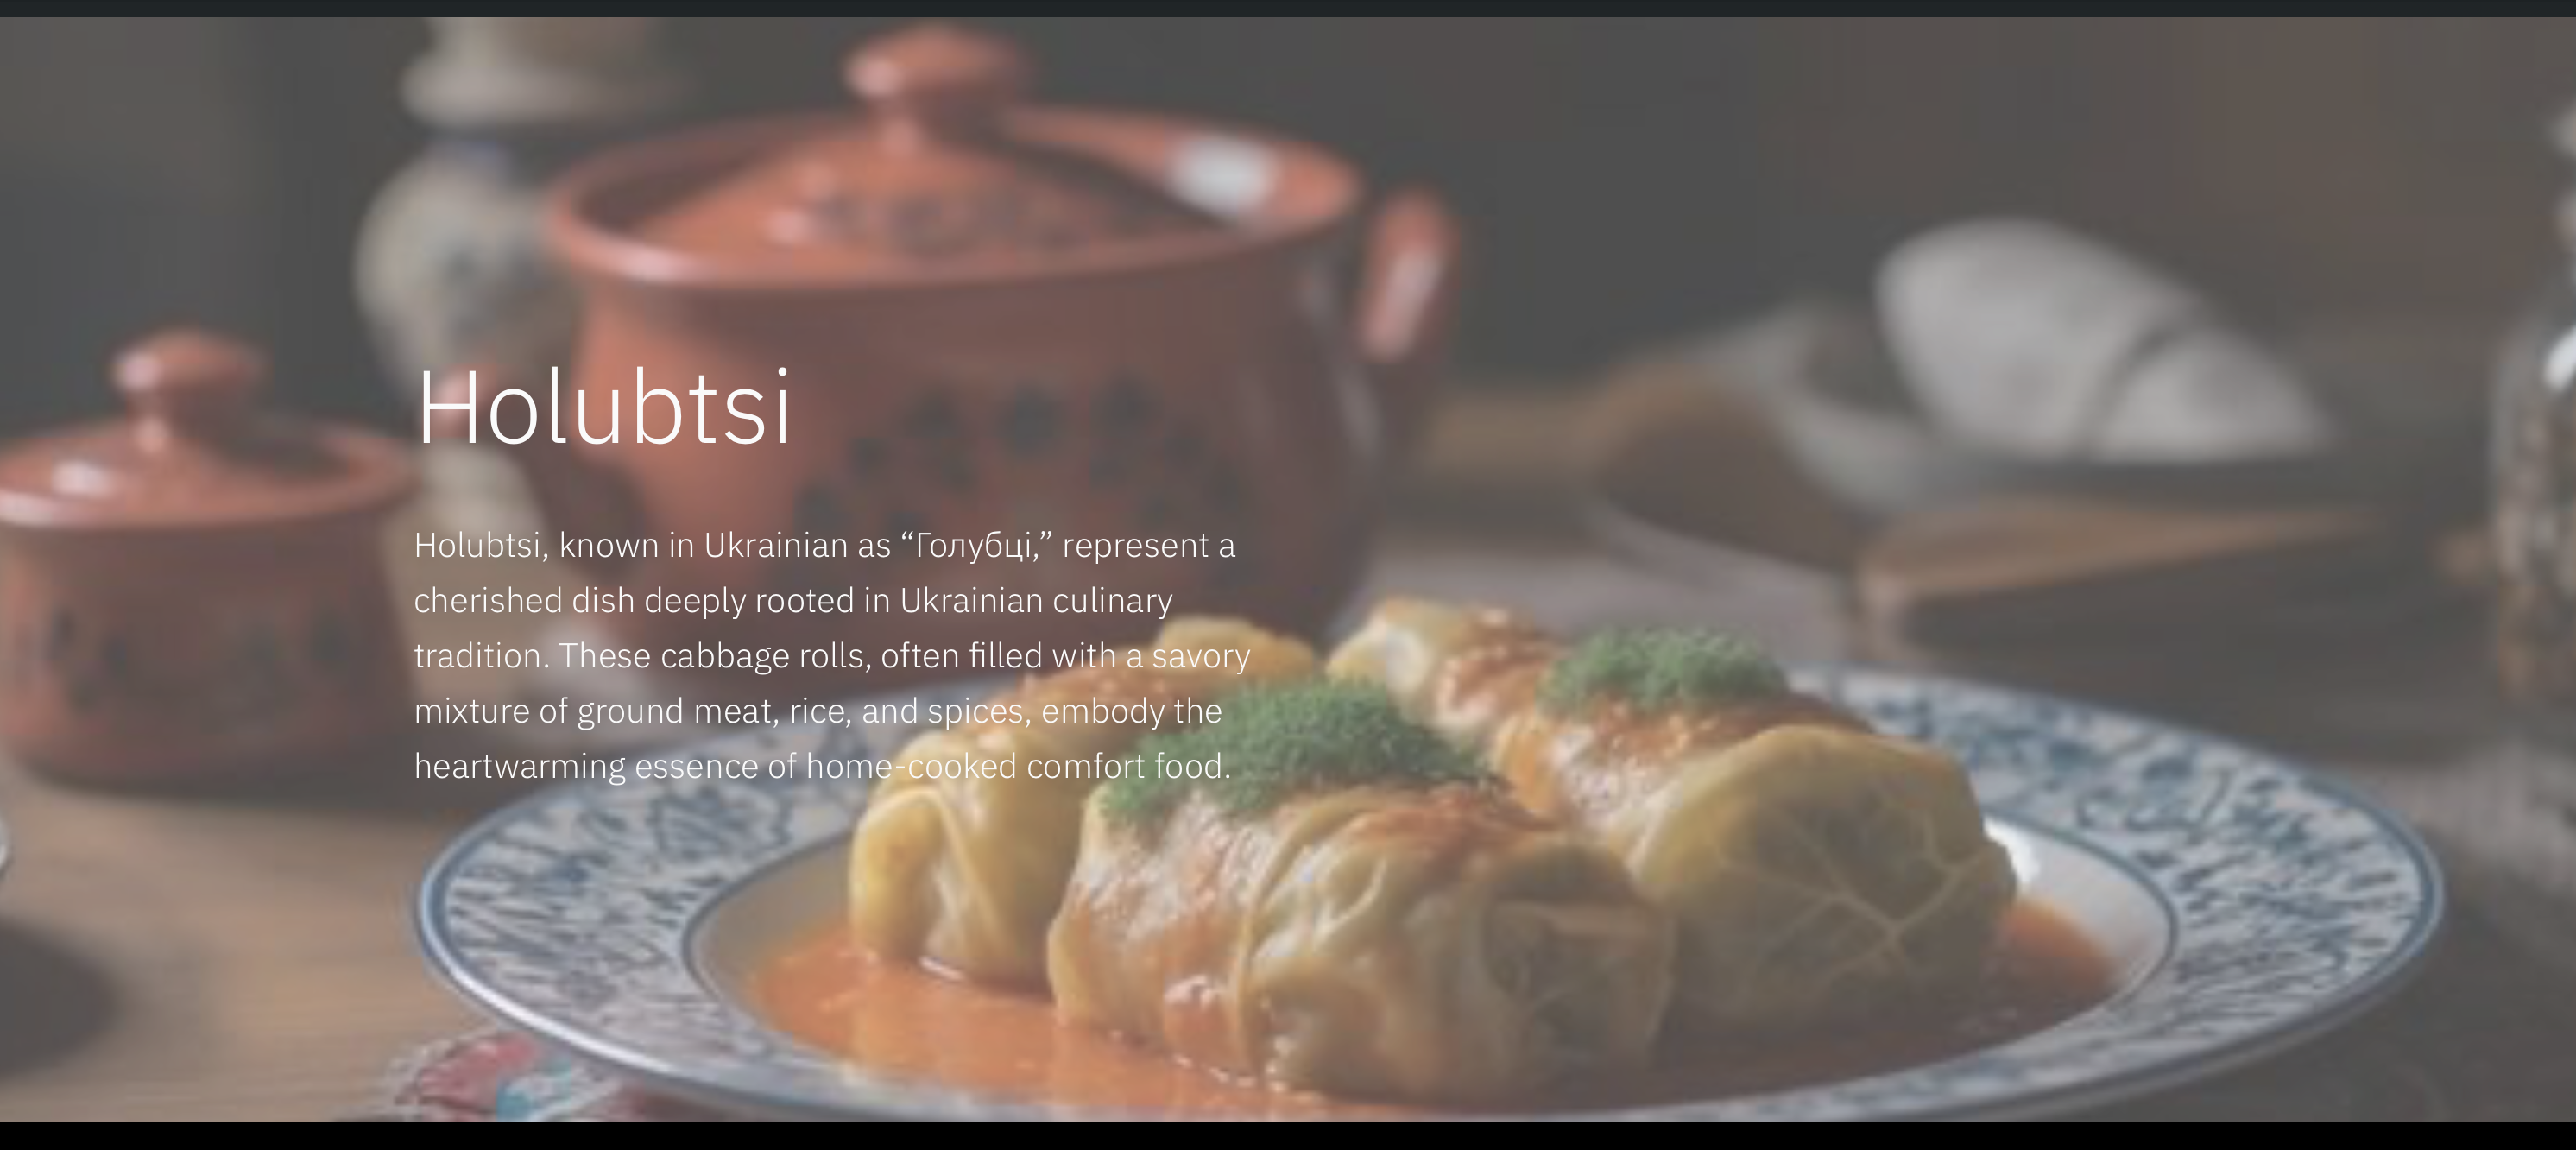 Holubtsi
Holubtsi, known in Ukrainian as “Голубці,” represent a
cherished dish deeply rooted in Ukrainian culinary
tradition. These cabbage rolls, often filled with a savory
mixture of ground meat, rice, and spices, embody the
heartwarming essence of home-cooked comfort food.